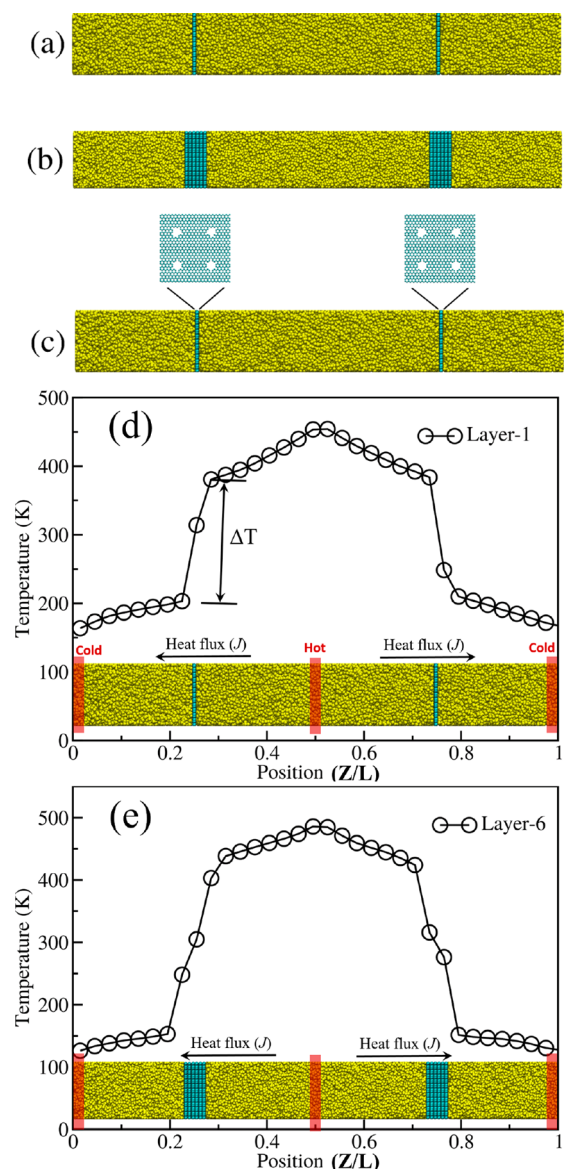 (a)
(b)
(c)
(d)
500
400
300
200
100
0
Temperature (K)
Layer-1
ΔT
Cold
Heat flux (J)
Hot
Heat flux (J)
Cold
0
0.2
0.4
0.6
0.8
1
Position (Z/L)
(e)
500
400
300
200
100
0
Temperature (K)
Layer-6
Heat flux (J)
Heat flux (J)
0
0.2
0.4
0.6
0.8
1
Position (Z/L)